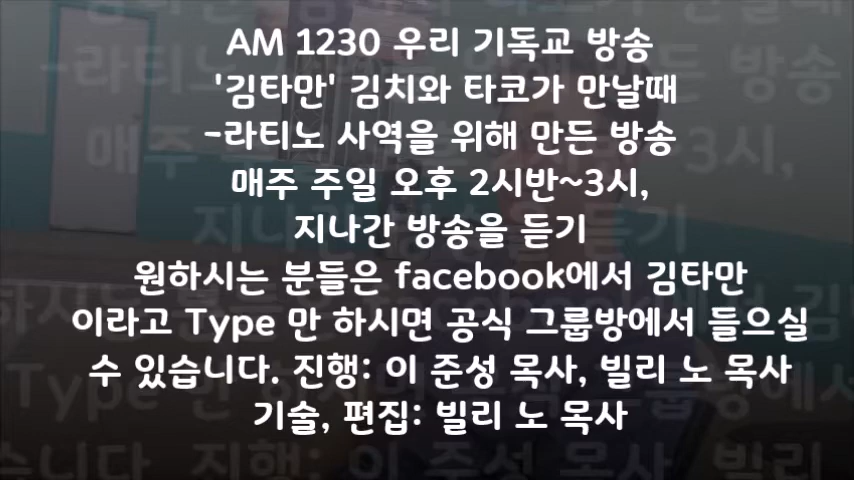 AM 1230 우리 기독교 방송
'김타만' 김치와 타코가 만날때
-라티노 사역을 위해 만든 방송
매주 주일 오후 2시반~3시,
지나간 방송을 듣기
원하시는 분들은 facebook에서 김타만
이라고 Type 만 하시면 공식 그룹방에서 들으실
수 있습니다. 진행: 이 준성 목사, 빌리 노 목사
기술, 편집: 빌리 노 목사